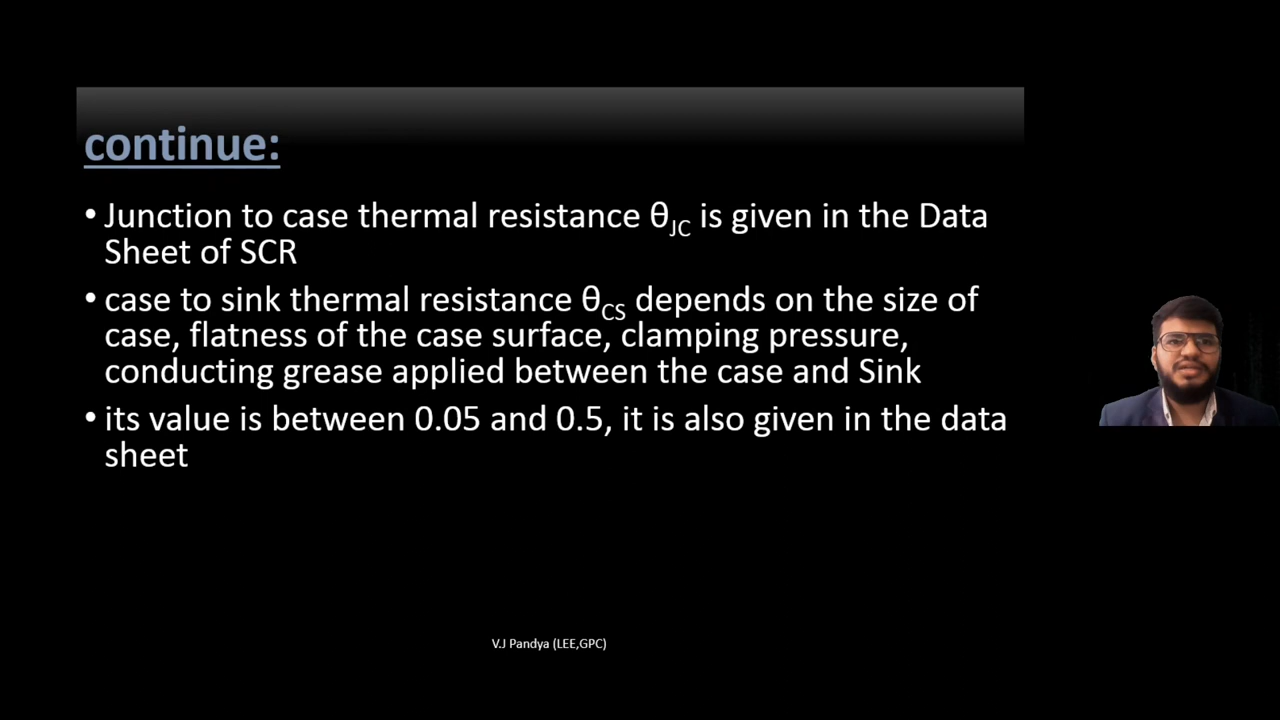 continue:
• Junction to case thermal resistance θJC is given in the Data
Sheet of SCR
• case to sink thermal resistance θCS depends on the size of
case, flatness of the case surface, clamping pressure,
conducting grease applied between the case and Sink
• its value is between 0.05 and 0.5, it is also given in the data
sheet
V.J Pandya (LEE,GPC)